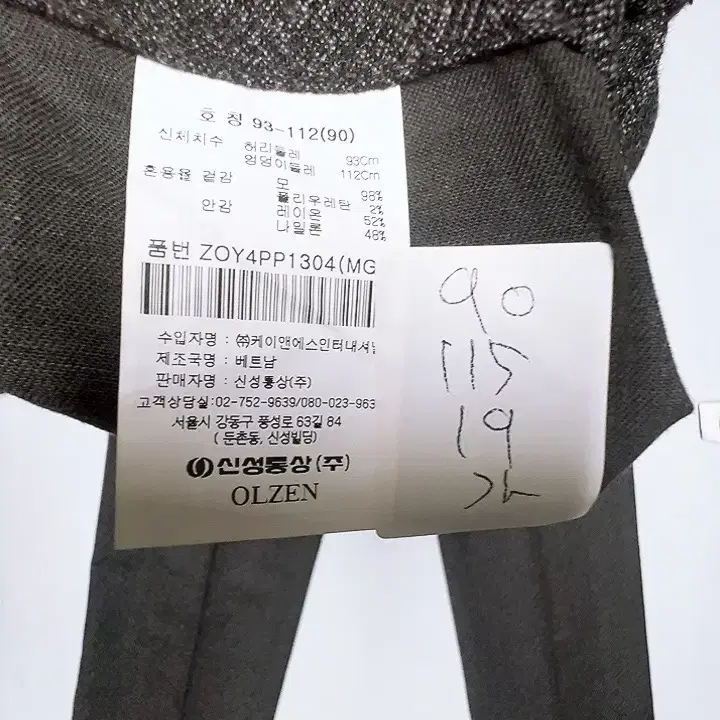 호 칭 93-112(90)
신체치수 허리둘레 93Cm
엉덩이둘레 112Cm
혼용율 겉감 모 98%
폴리우레탄 2%
안감 레이온 52%
나일론 48%
품번 ZOY4PP1304(MG
수입자명 : ㈜케이앤에스인터내셔
제조국명 : 베트남
판매자명 : 신성통상(주)
고객상담실:02-752-9639/080-023-963
서울시 강동구 풍성로 63길 84
( 둔촌동, 신성빌딩)
신성통상(주)
OLZEN
90
115
19